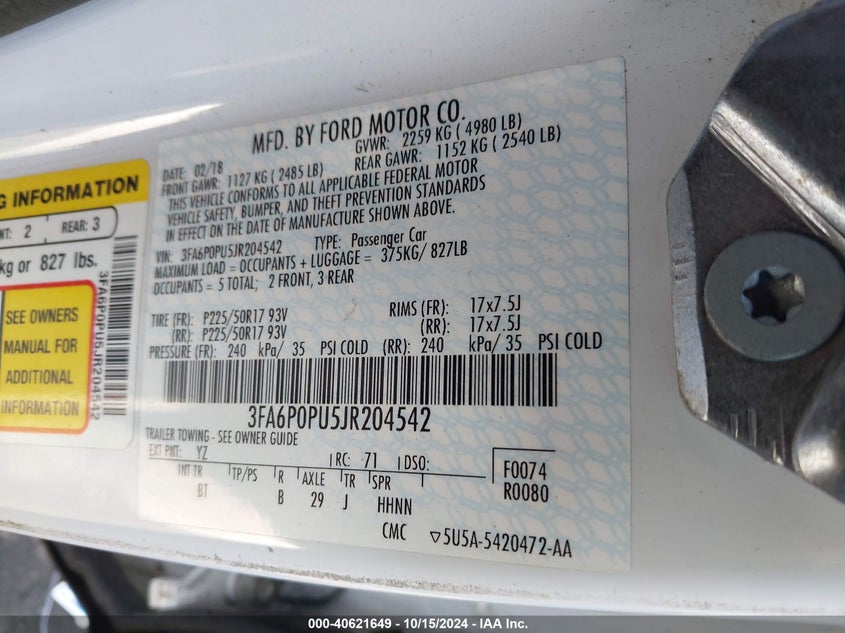 MFD. BY FORD MOTOR CO.
DATE: 02/18
GVWR: 2259 KG ( 4980 LB)
FRONT GAWR: 1127 KG ( 2485 LB)
REAR GAWR: 1152 KG ( 2540 LB)
THIS VEHICLE CONFORMS TO ALL APPLICABLE FEDERAL MOTOR
VEHICLE SAFETY, BUMPER, AND THEFT PREVENTION STANDARDS
IN EFFECT ON THE DATE OF MANUFACTURE SHOWN ABOVE.
VIN: 3FA6P0PU5JR204542 TYPE: Passenger Car
MAXIMUM LOAD = OCCUPANTS + LUGGAGE = 375KG/ 827LB
OCCUPANTS = 5 TOTAL; 2 FRONT, 3 REAR
TIRE (FR): P225/50R17 93V RIMS (FR): 17x7.5J
(RR): P225/50R17 93V (RR): 17x7.5J
PRESSURE (FR): 240 kPa/ 35 PSI COLD (RR): 240 kPa/ 35 PSI COLD
3FA6P0PU5JR204542
TRAILER TOWING - SEE OWNER GUIDE
EXT PNT: YZ RC: 71 DSO:
INT TR TP/PS R AXLE TR SPR
BT B 29 J HHNN
F0074
R0080
CMC ▽5U5A-5420472-AA
G INFORMATION
NT: 2 REAR: 3
kg or 827 lbs.
SEE OWNERS
MANUAL FOR
ADDITIONAL
INFORMATION
3FA6P0PU5JR204542
000-40621649 - 10/15/2024 - IAA Inc.